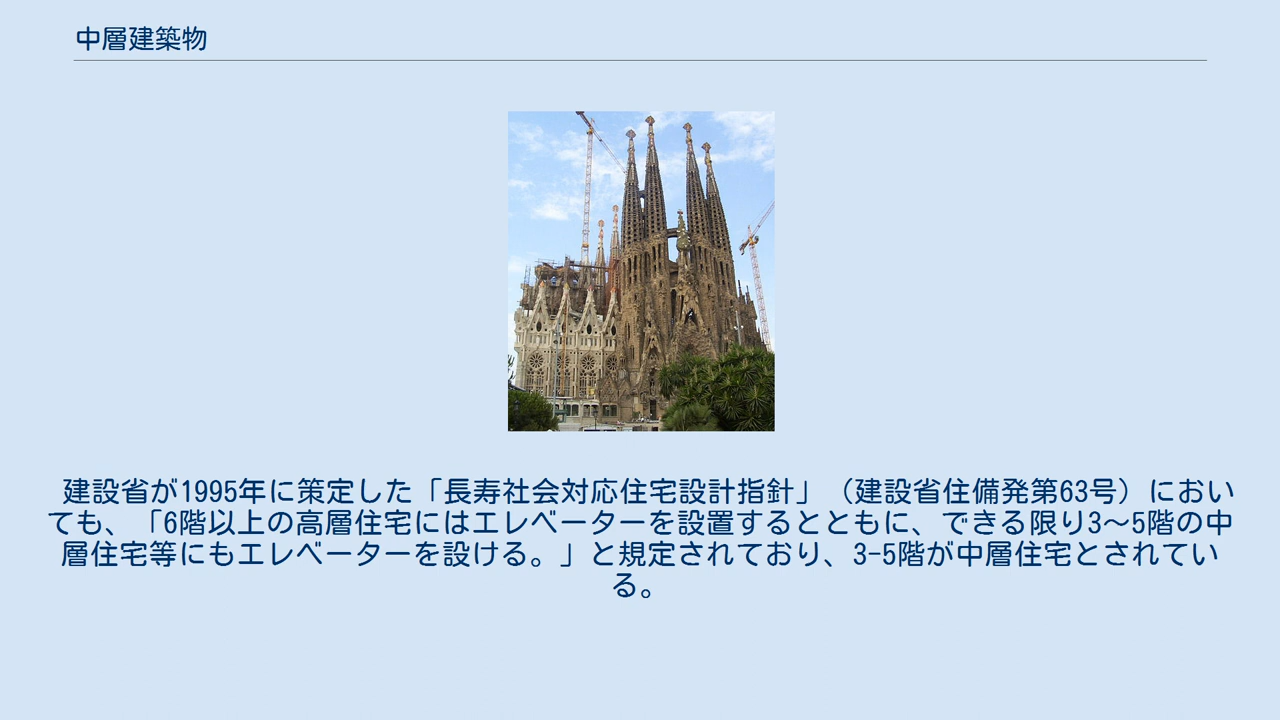 中層建築物
建設省が1995年に策定した「長寿社会対応住宅設計指針」（建設省住備発第63号）におい
ても、「6階以上の高層住宅にはエレベーターを設置するとともに、できる限り3〜5階の中
層住宅等にもエレベーターを設ける。」と規定されており、3-5階が中層住宅とされてい
る。